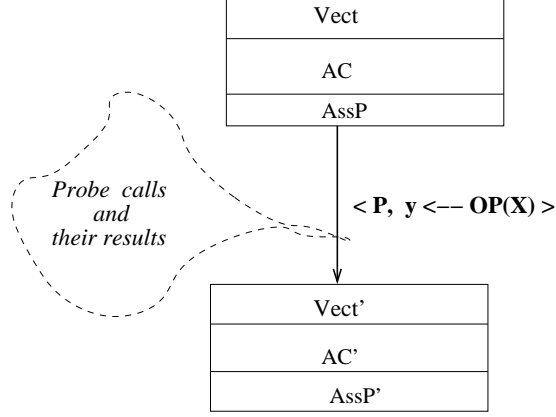 Vect
AC
AssP
Probe calls
and
their results
< P, y <-- OP(X) >
Vect'
AC'
AssP'